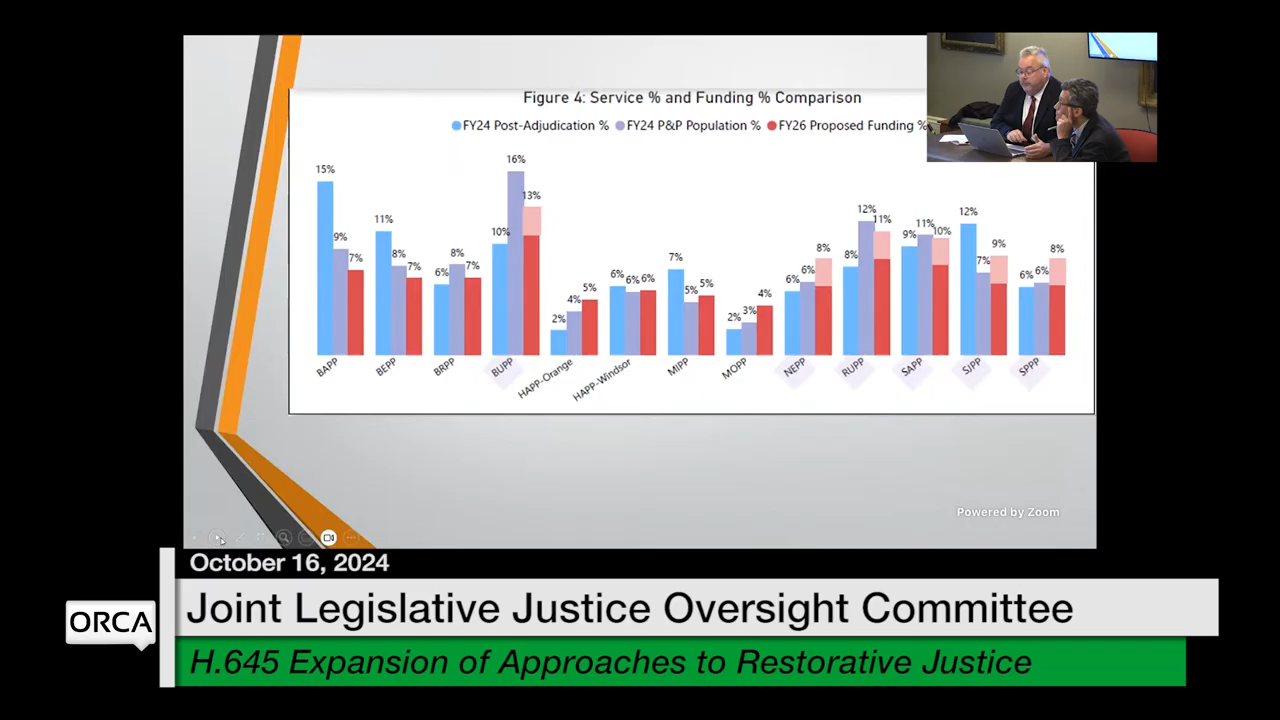 Figure 4: Service % and Funding % Comparison
FY24 Post-Adjudication % FY24 P&P Population % FY26 Proposed Funding %
15% 9% 7%
11% 8% 7%
6% 8% 7%
10% 16% 13%
2% 4% 5%
6% 6% 6%
7% 5% 5%
2% 3% 4%
6% 6% 8%
8% 12% 11%
9% 11% 10%
12% 7% 9%
6% 6% 8%
BAPP BEPP BRPP BUPP HAPP-Orange HAPP-Windsor MIPP MOPP NEPP RUPP SAPP SJPP SPPP
Powered by Zoom
October 16, 2024
ORCA
Joint Legislative Justice Oversight Committee
H.645 Expansion of Approaches to Restorative Justice